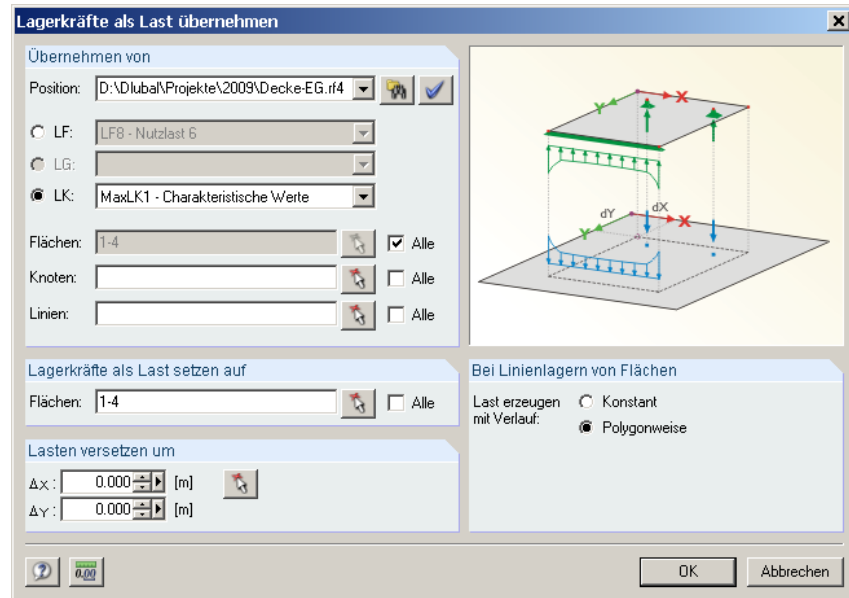 Lagerkräfte als Last übernehmen
Übernehmen von
Position: D:\Dlubal\Projekte\2009\Decke-EG.rf4
LF: LF8 - Nutzlast 6
LG:
LK: MaxLK1 - Charakteristische Werte
Flächen: 1-4 Alle
Knoten: Alle
Linien: Alle
Y X
dY dX
Y X
Lagerkräfte als Last setzen auf
Flächen: 1-4 Alle
Lasten versetzen um
ΔX: 0.000 [m]
ΔY: 0.000 [m]
Bei Linienlagern von Flächen
Last erzeugen mit Verlauf:
Konstant
Polygonweise
0.00
OK Abbrechen